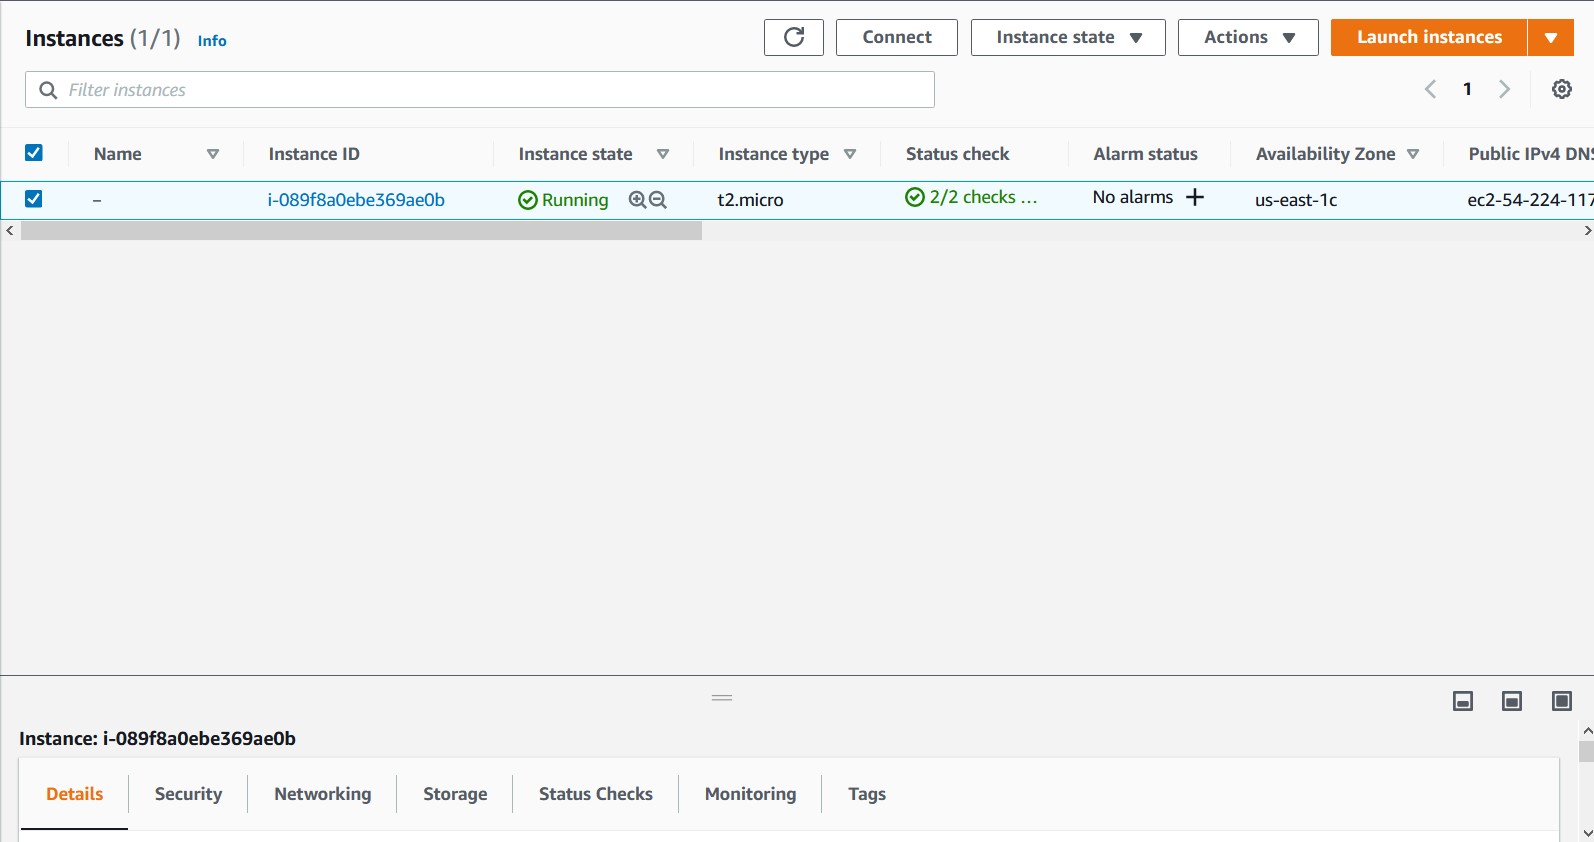 Instances (1/1) Info Connect Instance state Actions Launch instances
Filter instances 1
Name Instance ID Instance state Instance type Status check Alarm status Availability Zone Public IPv4 DNS
– i-089f8a0ebe369ae0b Running t2.micro 2/2 checks ... No alarms + us-east-1c ec2-54-224-117
Instance: i-089f8a0ebe369ae0b
Details Security Networking Storage Status Checks Monitoring Tags